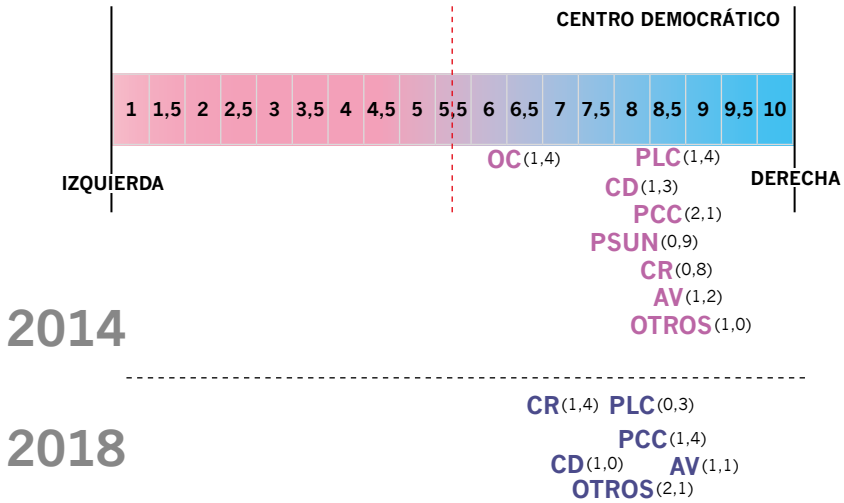 CENTRO DEMOCRÁTICO
1 1,5 2 2,5 3 3,5 4 4,5 5 5,5 6 6,5 7 7,5 8 8,5 9 9,5 10
IZQUIERDA
DERECHA
OC (1,4) PLC (1,4)
CD (1,3)
PCC (2,1)
PSUN (0,9)
CR (0,8)
AV (1,2)
OTROS (1,0)
2014
CR (1,4) PLC (0,3)
PCC (1,4)
2018
CD (1,0) AV (1,1)
OTROS (2,1)